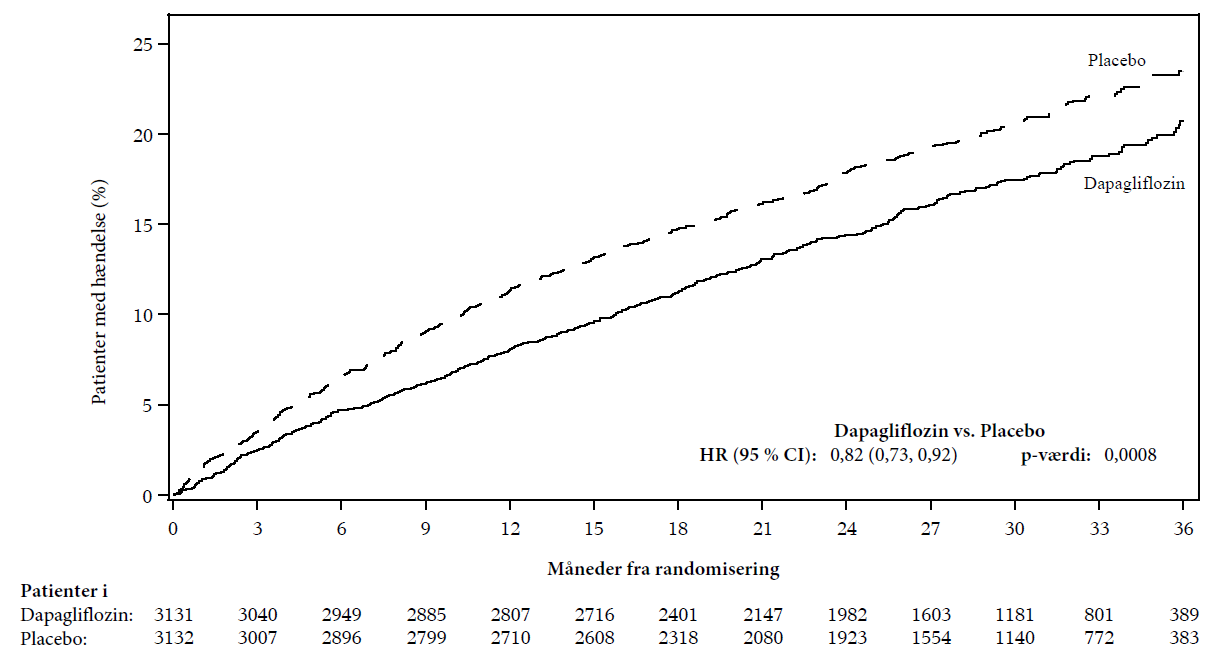 25
Placebo
20
Dapagliflozin
15
Patienter med hændelse (%)
10
5
Dapagliflozin vs. Placebo
HR (95 % CI): 0,82 (0,73, 0,92) p-værdi: 0,0008
0
0 3 6 9 12 15 18 21 24 27 30 33 36
Måneder fra randomisering
Patienter i
Dapagliflozin: 3131 3040 2949 2885 2807 2716 2401 2147 1982 1603 1181 801 389
Placebo: 3132 3007 2896 2799 2710 2608 2318 2080 1923 1554 1140 772 383